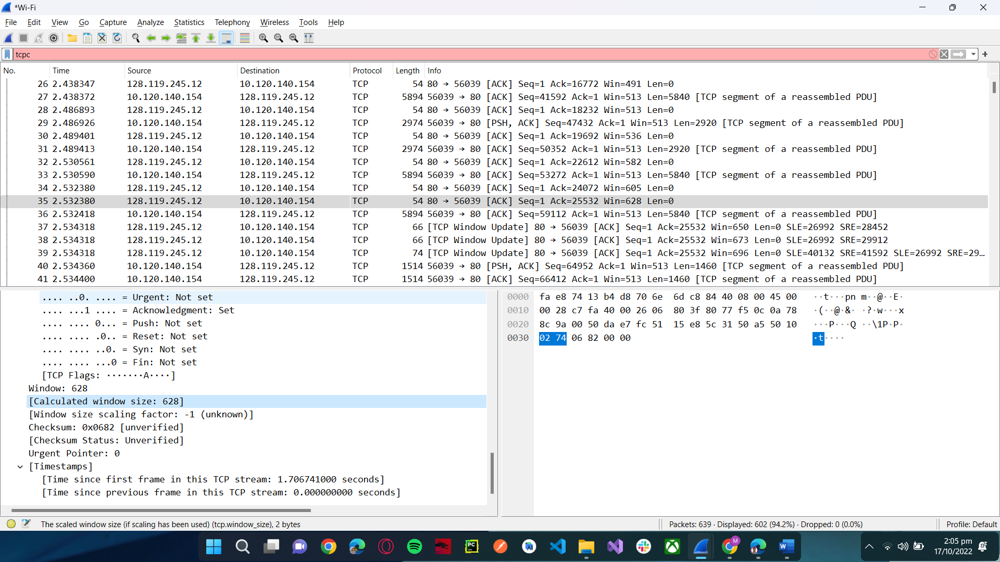 *Wi-Fi
File Edit View Go Capture Analyze Statistics Telephony Wireless Tools Help
tcpc
No. Time Source Destination Protocol Length Info
26 2.438347 128.119.245.12 10.120.140.154 TCP 54 80 → 56039 [ACK] Seq=1 Ack=16772 Win=491 Len=0
27 2.438372 10.120.140.154 128.119.245.12 TCP 5894 56039 → 80 [ACK] Seq=41592 Ack=1 Win=513 Len=5840 [TCP segment of a reassembled PDU]
28 2.486893 128.119.245.12 10.120.140.154 TCP 54 80 → 56039 [ACK] Seq=1 Ack=18232 Win=513 Len=0
29 2.486926 10.120.140.154 128.119.245.12 TCP 2974 56039 → 80 [PSH, ACK] Seq=47432 Ack=1 Win=513 Len=2920 [TCP segment of a reassembled PDU]
30 2.489401 128.119.245.12 10.120.140.154 TCP 54 80 → 56039 [ACK] Seq=1 Ack=19692 Win=536 Len=0
31 2.489413 10.120.140.154 128.119.245.12 TCP 2974 56039 → 80 [ACK] Seq=50352 Ack=1 Win=513 Len=2920 [TCP segment of a reassembled PDU]
32 2.530561 128.119.245.12 10.120.140.154 TCP 54 80 → 56039 [ACK] Seq=1 Ack=22612 Win=582 Len=0
33 2.530590 10.120.140.154 128.119.245.12 TCP 5894 56039 → 80 [ACK] Seq=53272 Ack=1 Win=513 Len=5840 [TCP segment of a reassembled PDU]
34 2.532380 128.119.245.12 10.120.140.154 TCP 54 80 → 56039 [ACK] Seq=1 Ack=24072 Win=605 Len=0
35 2.532380 128.119.245.12 10.120.140.154 TCP 54 80 → 56039 [ACK] Seq=1 Ack=25532 Win=628 Len=0
36 2.532418 10.120.140.154 128.119.245.12 TCP 5894 56039 → 80 [ACK] Seq=59112 Ack=1 Win=513 Len=5840 [TCP segment of a reassembled PDU]
37 2.534318 128.119.245.12 10.120.140.154 TCP 66 [TCP Window Update] 80 → 56039 [ACK] Seq=1 Ack=25532 Win=650 Len=0 SLE=26992 SRE=28452
38 2.534318 128.119.245.12 10.120.140.154 TCP 66 [TCP Window Update] 80 → 56039 [ACK] Seq=1 Ack=25532 Win=673 Len=0 SLE=26992 SRE=29912
39 2.534318 128.119.245.12 10.120.140.154 TCP 74 [TCP Window Update] 80 → 56039 [ACK] Seq=1 Ack=25532 Win=696 Len=0 SLE=40132 SRE=41592 SLE=26992 SRE=29…
40 2.534360 10.120.140.154 128.119.245.12 TCP 1514 56039 → 80 [PSH, ACK] Seq=64952 Ack=1 Win=513 Len=1460 [TCP segment of a reassembled PDU]
41 2.534400 10.120.140.154 128.119.245.12 TCP 1514 56039 → 80 [ACK] Seq=66412 Ack=1 Win=513 Len=1460 [TCP segment of a reassembled PDU]
.... ..0. .... = Urgent: Not set
.... ...1 .... = Acknowledgment: Set
.... .... 0... = Push: Not set
.... .... .0.. = Reset: Not set
.... .... ..0. = Syn: Not set
.... .... ...0 = Fin: Not set
[TCP Flags: ·······A····]
Window: 628
[Calculated window size: 628]
[Window size scaling factor: -1 (unknown)]
Checksum: 0x0682 [unverified]
[Checksum Status: Unverified]
Urgent Pointer: 0
[Timestamps]
[Time since first frame in this TCP stream: 1.706741000 seconds]
[Time since previous frame in this TCP stream: 0.000000000 seconds]
0000 fa e8 74 13 b4 d8 70 6e 6d c8 84 40 08 00 45 00 ··t···pn m··@··E·
0010 00 28 c7 fa 40 00 26 06 80 3f 80 77 f5 0c 0a 78 ·(··@·&· ·?·w···x
0020 8c 9a 00 50 da e7 fc 51 15 e8 5c 31 50 a5 50 10 ···P···Q ··\1P·P·
0030 02 74 06 82 00 00 ·t····
The scaled window size (if scaling has been used) (tcp.window_size), 2 bytes
Packets: 639 · Displayed: 602 (94.2%) · Dropped: 0 (0.0%)
Profile: Default
PC
M
W
2:05 pm
17/10/2022